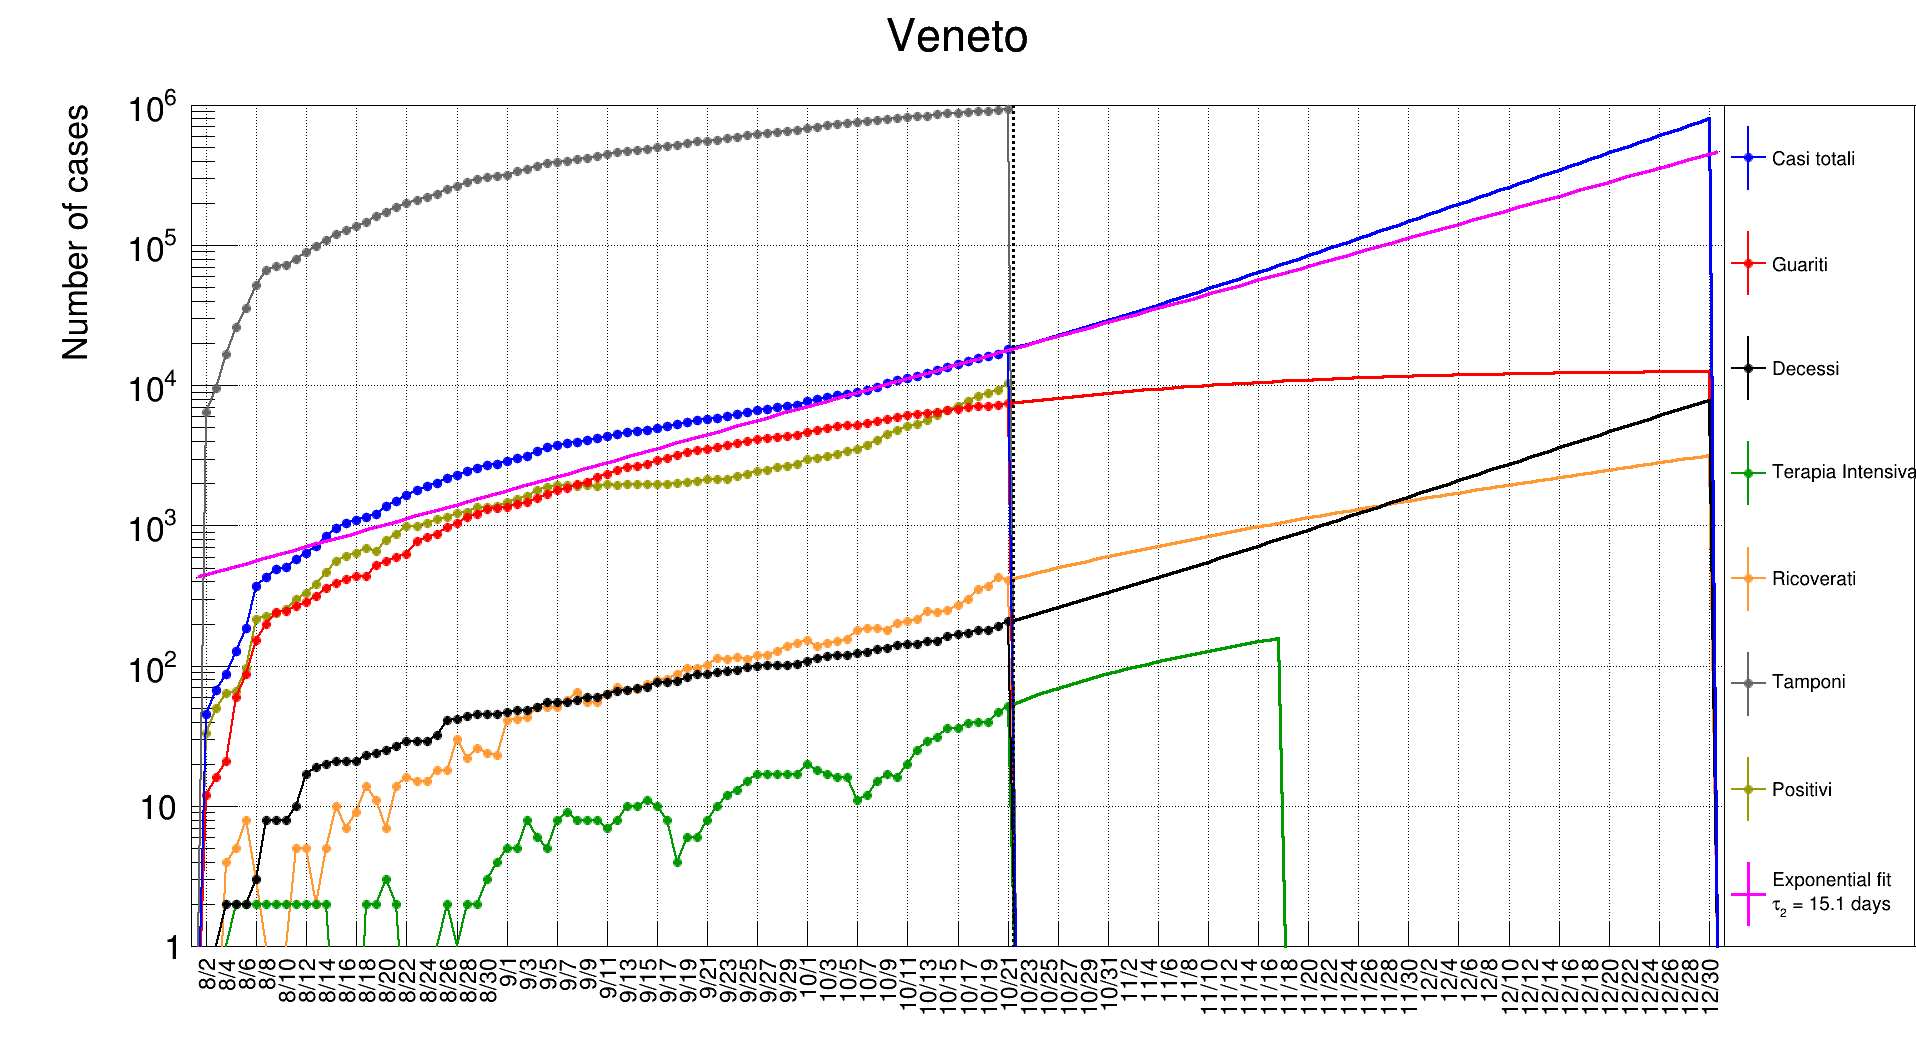 Veneto
Number of cases
10^6
10^5
10^4
10^3
10^2
10
1
8/2 8/4 8/6 8/8 8/10 8/12 8/14 8/16 8/18 8/20 8/22 8/24 8/26 8/28 8/30 9/1 9/3 9/5 9/7 9/9 9/11 9/13 9/15 9/17 9/19 9/21 9/23 9/25 9/27 9/29 10/1 10/3 10/5 10/7 10/9 10/11 10/13 10/15 10/17 10/19 10/21 10/23 10/25 10/27 10/29 10/31 11/2 11/4 11/6 11/8 11/10 11/12 11/14 11/16 11/18 11/20 11/22 11/24 11/26 11/28 11/30 12/2 12/4 12/6 12/8 12/10 12/12 12/14 12/16 12/18 12/20 12/22 12/24 12/26 12/28 12/30
Casi totali
Guariti
Decessi
Terapia Intensiva
Ricoverati
Tamponi
Positivi
Exponential fit
τ_2 = 15.1 days